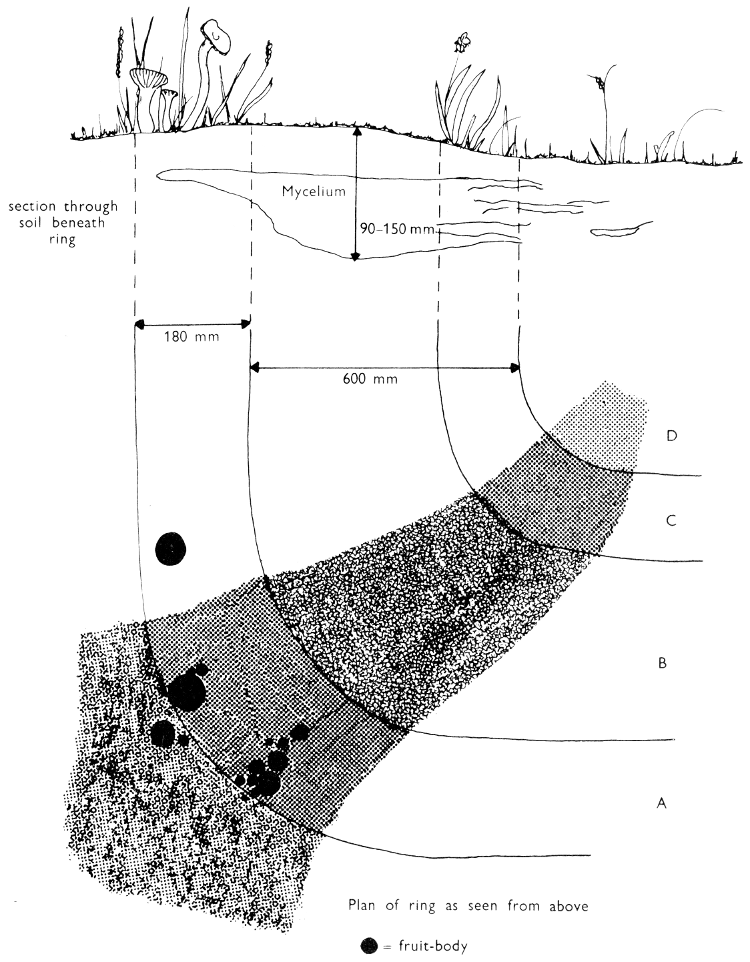 section through
soil beneath
ring
Mycelium
90–150 mm
180 mm
600 mm
D
C
B
A
Plan of ring as seen from above
= fruit-body